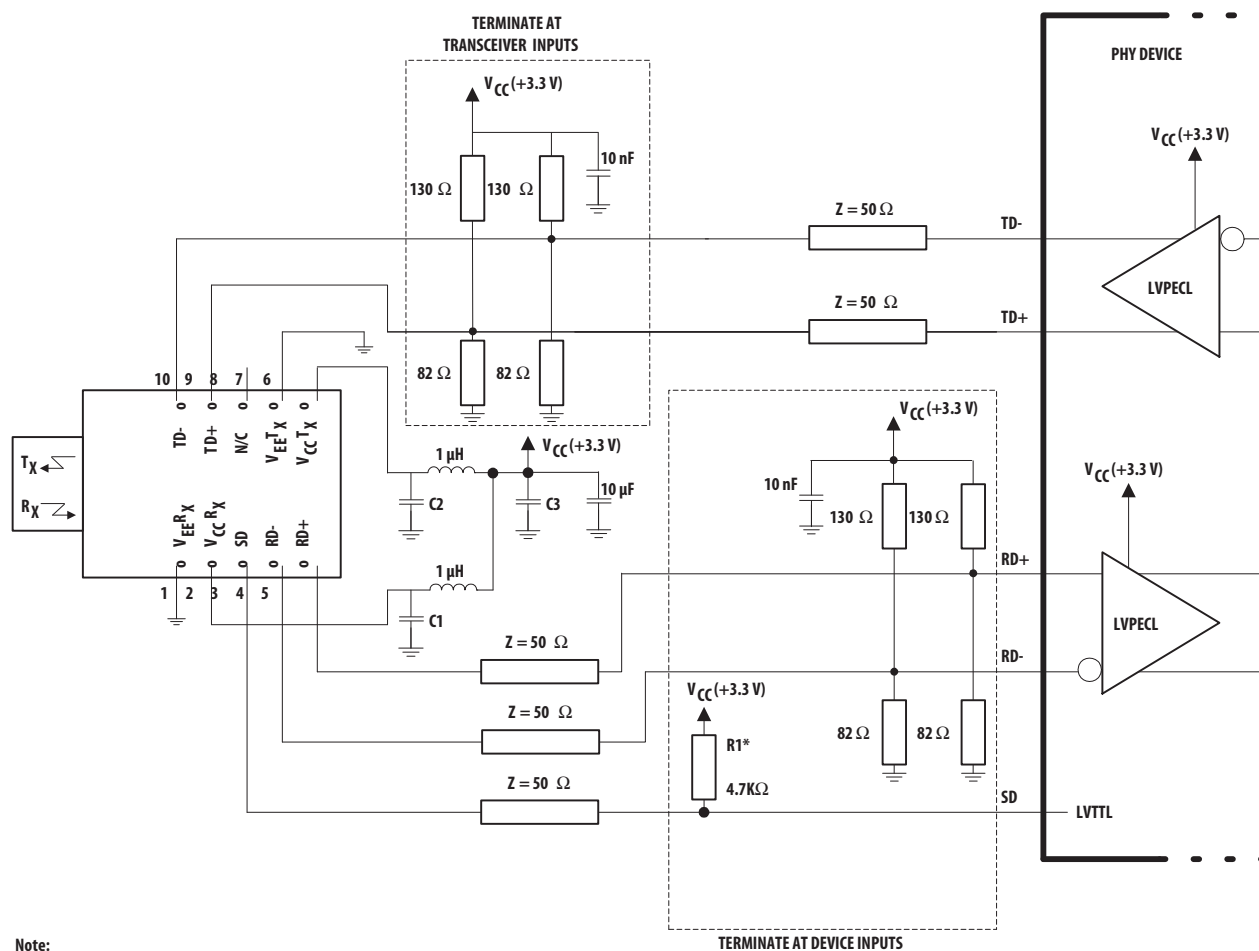 TERMINATE AT
TRANSCEIVER INPUTS
PHY DEVICE
VCC (+3.3 V)
VCC (+3.3 V)
10 nF
130 Ω
130 Ω
Z = 50 Ω
TD-
LVPECL
Z = 50 Ω
TD+
82 Ω
82 Ω
10 9 8 7 6
TD-
o
TD+
o
N/C
o
VEETX
o
VCCTX
o
TX
RX
VEERX
o
VCCRX
o
SD
o
RD-
o
RD+
o
1 2 3 4 5
VCC (+3.3 V)
1 µH
C2
C3
10 µF
1 µH
C1
VCC (+3.3 V)
10 nF
130 Ω
130 Ω
VCC (+3.3 V)
RD+
LVPECL
Z = 50 Ω
RD-
VCC (+3.3 V)
Z = 50 Ω
R1*
4.7KΩ
82 Ω
82 Ω
Z = 50 Ω
SD
LVTTL
TERMINATE AT DEVICE INPUTS
Note: